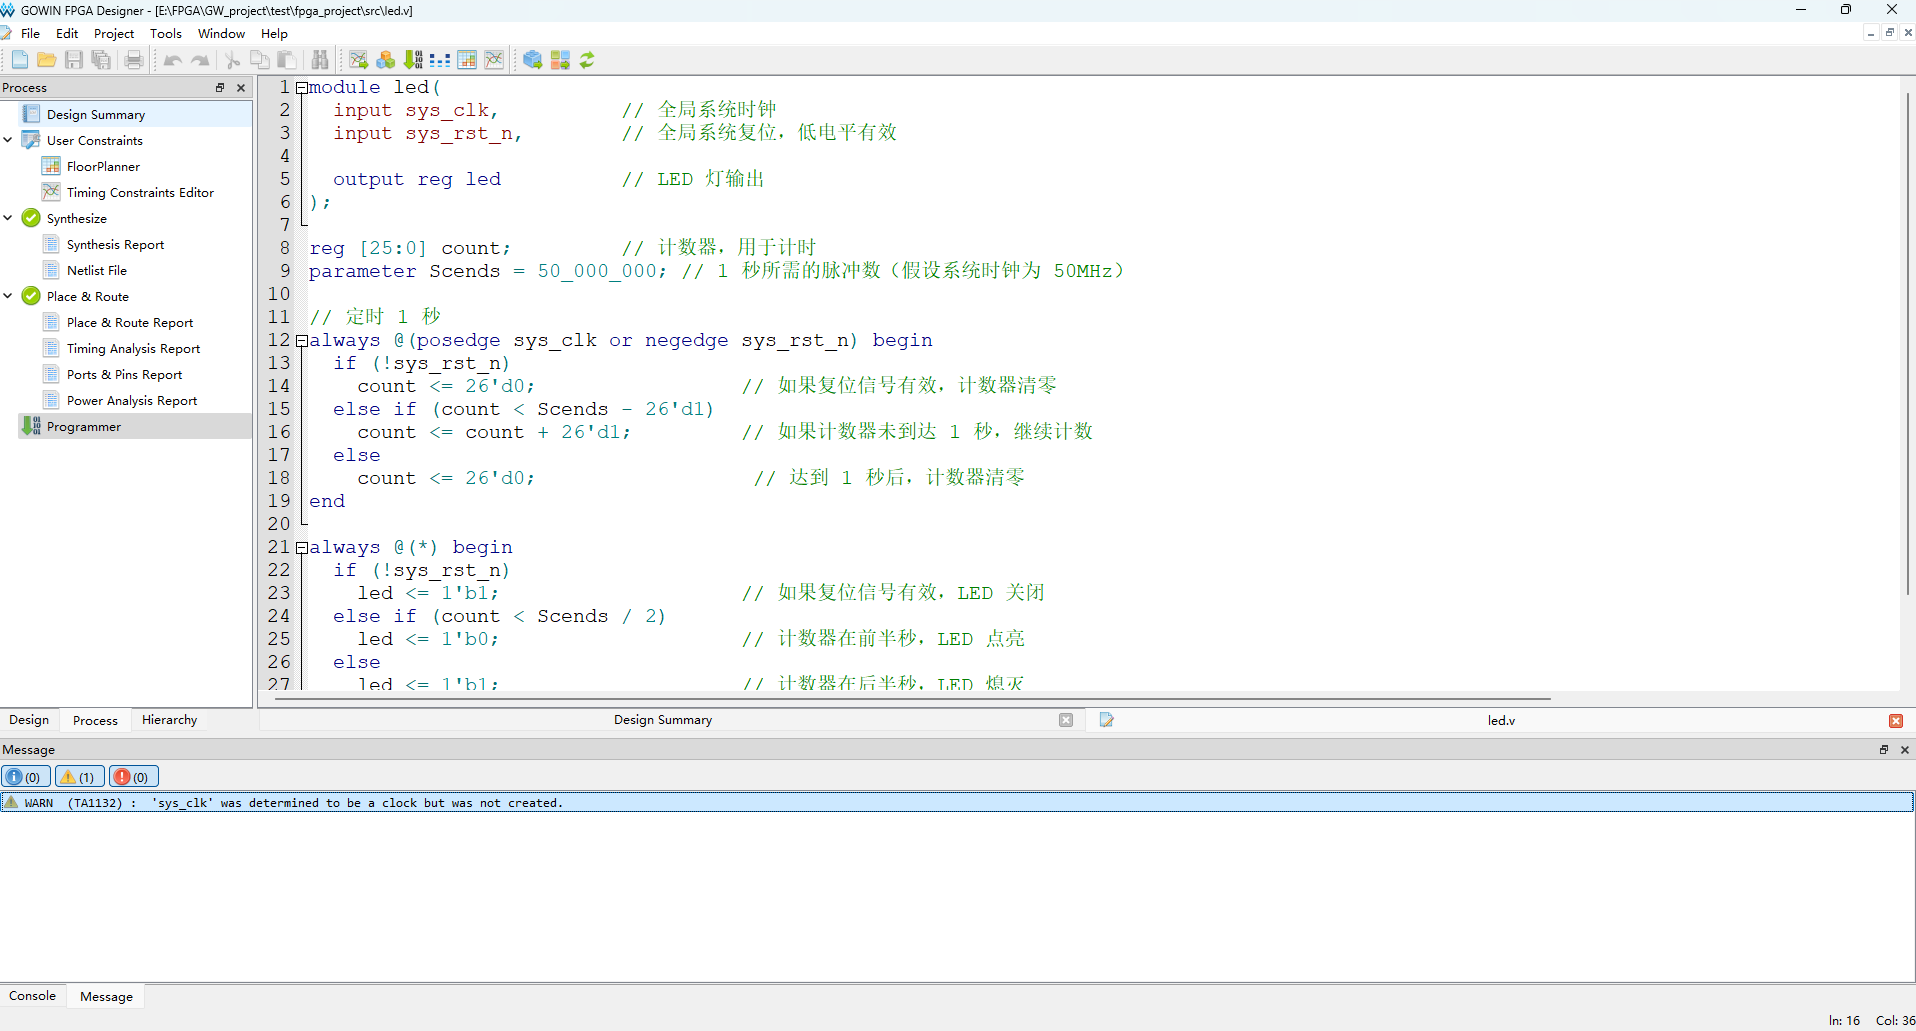 GOWIN FPGA Designer - [E:\FPGA\GW_project\test\fpga_project\src\led.v]
File Edit Project Tools Window Help
Process
Design Summary
User Constraints
FloorPlanner
Timing Constraints Editor
Synthesize
Synthesis Report
Netlist File
Place & Route
Place & Route Report
Timing Analysis Report
Ports & Pins Report
Power Analysis Report
Programmer
1 module led(
2 input sys_clk, // 全局系统时钟
3 input sys_rst_n, // 全局系统复位，低电平有效
4
5 output reg led // LED 灯输出
6 );
7
8 reg [25:0] count; // 计数器，用于计时
9 parameter Scends = 50_000_000; // 1 秒所需的脉冲数（假设系统时钟为 50MHz）
10
11 // 定时 1 秒
12 always @(posedge sys_clk or negedge sys_rst_n) begin
13 if (!sys_rst_n)
14 count <= 26'd0; // 如果复位信号有效，计数器清零
15 else if (count < Scends - 26'd1)
16 count <= count + 26'd1; // 如果计数器未到达 1 秒，继续计数
17 else
18 count <= 26'd0; // 达到 1 秒后，计数器清零
19 end
20
21 always @(*) begin
22 if (!sys_rst_n)
23 led <= 1'b1; // 如果复位信号有效，LED 关闭
24 else if (count < Scends / 2)
25 led <= 1'b0; // 计数器在前半秒，LED 点亮
26 else
27 led <= 1'b1; // 计数器在后半秒，LED 熄灭
Design Process Hierarchy
Design Summary
led.v
Message
(0) (1) (0)
WARN (TA1132) : 'sys_clk' was determined to be a clock but was not created.
Console Message
ln: 16 Col: 36